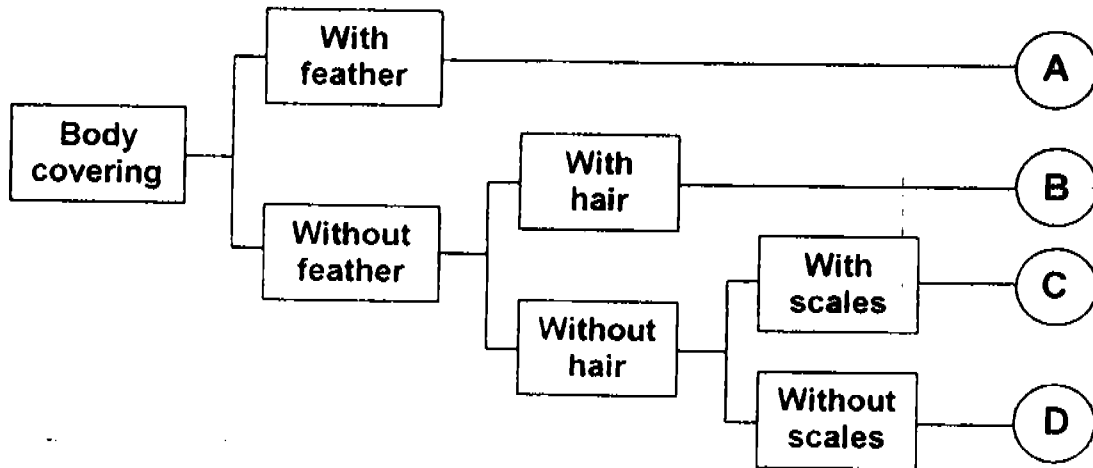 With
feather
A
Body
covering
With
hair
B
Without
feather
With
scales
C
Without
hair
Without
scales
D